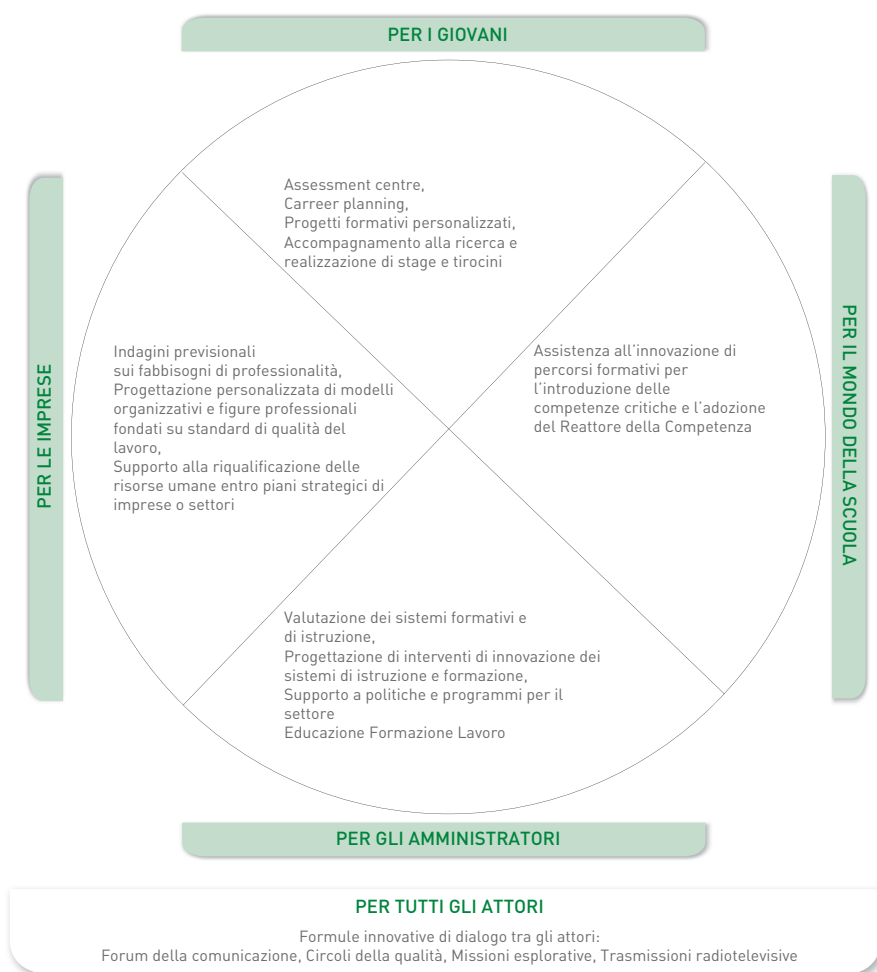 PER I GIOVANI
Assessment centre,
Carreer planning,
Progetti formativi personalizzati,
Accompagnamento alla ricerca e
realizzazione di stage e tirocini
PER LE IMPRESE
Indagini previsionali
sui fabbisogni di professionalità,
Progettazione personalizzata di modelli
organizzativi e figure professionali
fondati su standard di qualità del
lavoro,
Supporto alla riqualificazione delle
risorse umane entro piani strategici di
imprese o settori
Assistenza all'innovazione di
percorsi formativi per
l'introduzione delle
competenze critiche e l'adozione
del Reattore della Competenza
PER IL MONDO DELLA SCUOLA
Valutazione dei sistemi formativi e
di istruzione,
Progettazione di interventi di innovazione dei
sistemi di istruzione e formazione,
Supporto a politiche e programmi per il
settore
Educazione Formazione Lavoro
PER GLI AMMINISTRATORI
PER TUTTI GLI ATTORI
Formule innovative di dialogo tra gli attori:
Forum della comunicazione, Circoli della qualità, Missioni esplorative, Trasmissioni radiotelevisive